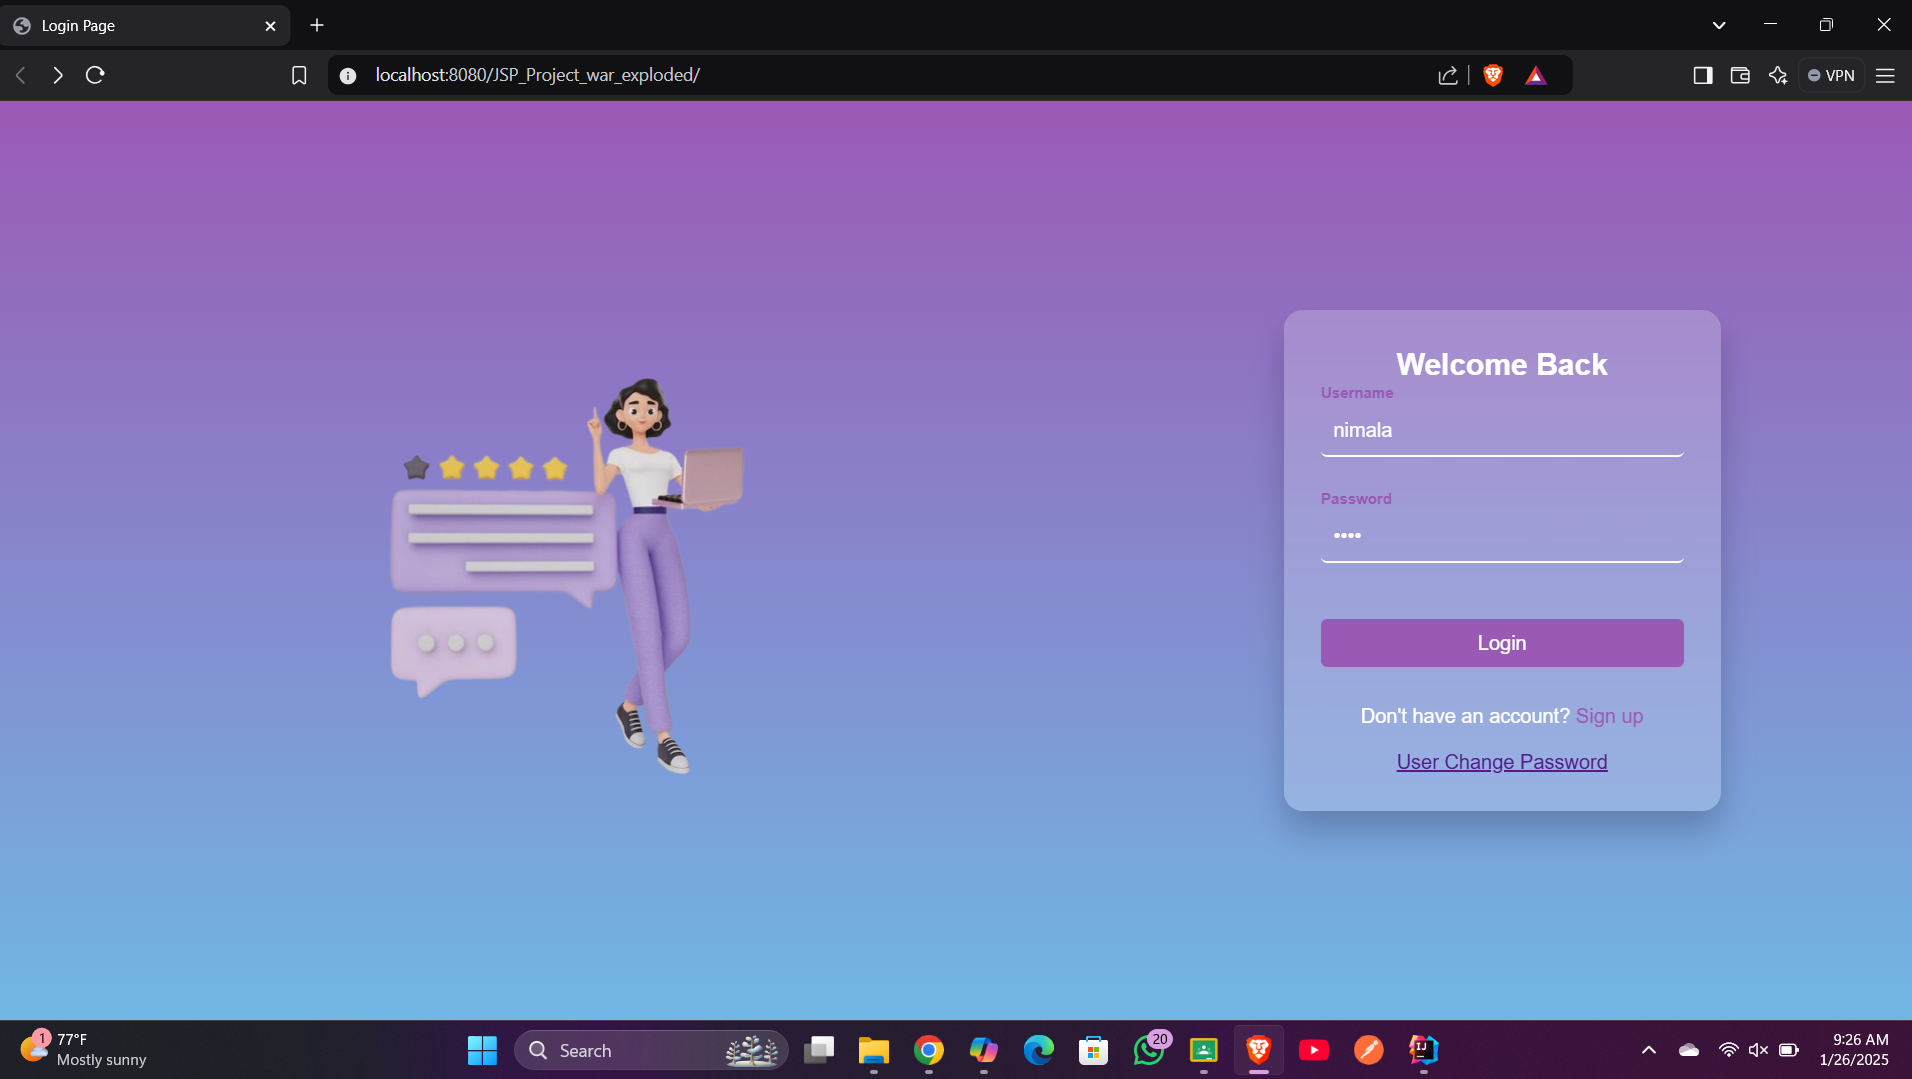 Login Page
localhost:8080/JSP_Project_war_exploded/
VPN
Welcome Back
Username
nimala
Password
Login
Don't have an account? Sign up
User Change Password
1
77°F
Mostly sunny
Search
20
IJ
9:26 AM
1/26/2025